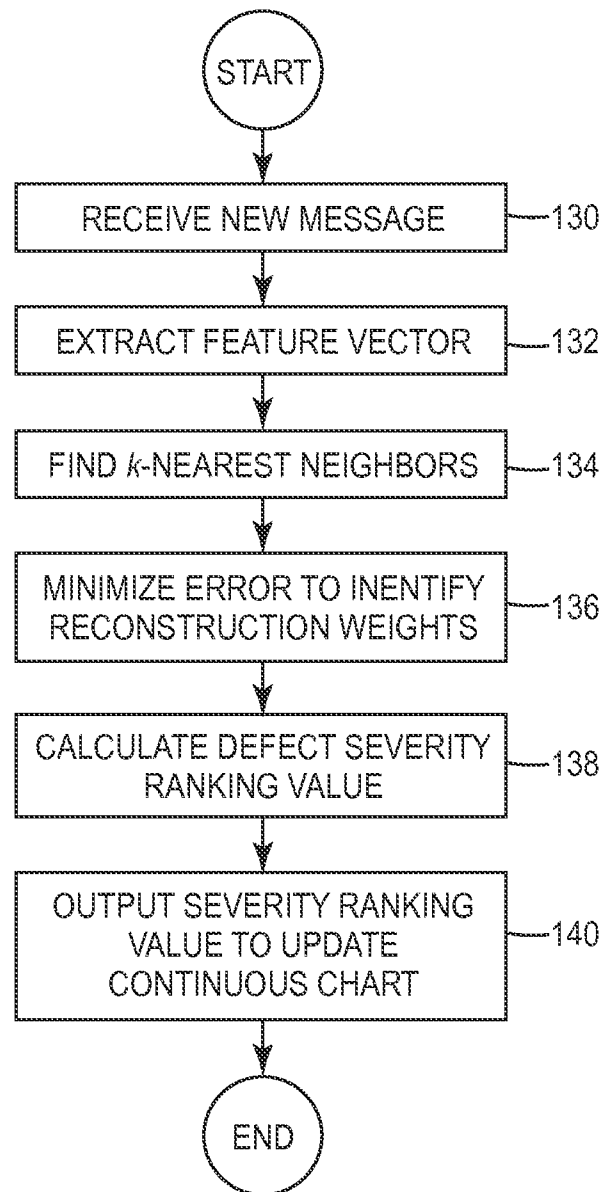 START
RECEIVE NEW MESSAGE
130
EXTRACT FEATURE VECTOR
132
FIND k-NEAREST NEIGHBORS
134
MINIMIZE ERROR TO INENTIFY
RECONSTRUCTION WEIGHTS
136
CALCULATE DEFECT SEVERITY
RANKING VALUE
138
OUTPUT SEVERITY RANKING
VALUE TO UPDATE
CONTINUOUS CHART
140
END